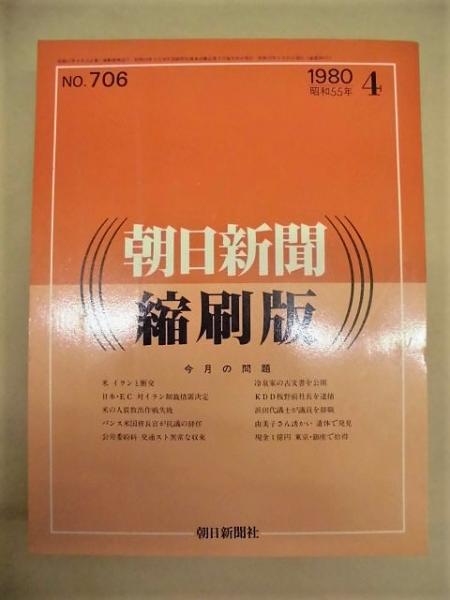 NO.706
1980 4
昭和55年
朝日新聞
縮刷版
今月の問題
米 イランと断交
日本・EC 対イラン制裁措置決定
米の人質救出作戦失敗
バンス米国務長官が抗議の辞任
公労委庭科 交通スト異常な収束
冷泉家の古文書を公開
KDD板野前社長を逮捕
浜田代議士が議員を辞職
由美子さん誘かい 遺体で発見
現金1億円 東京・銀座で拾得
朝日新聞社